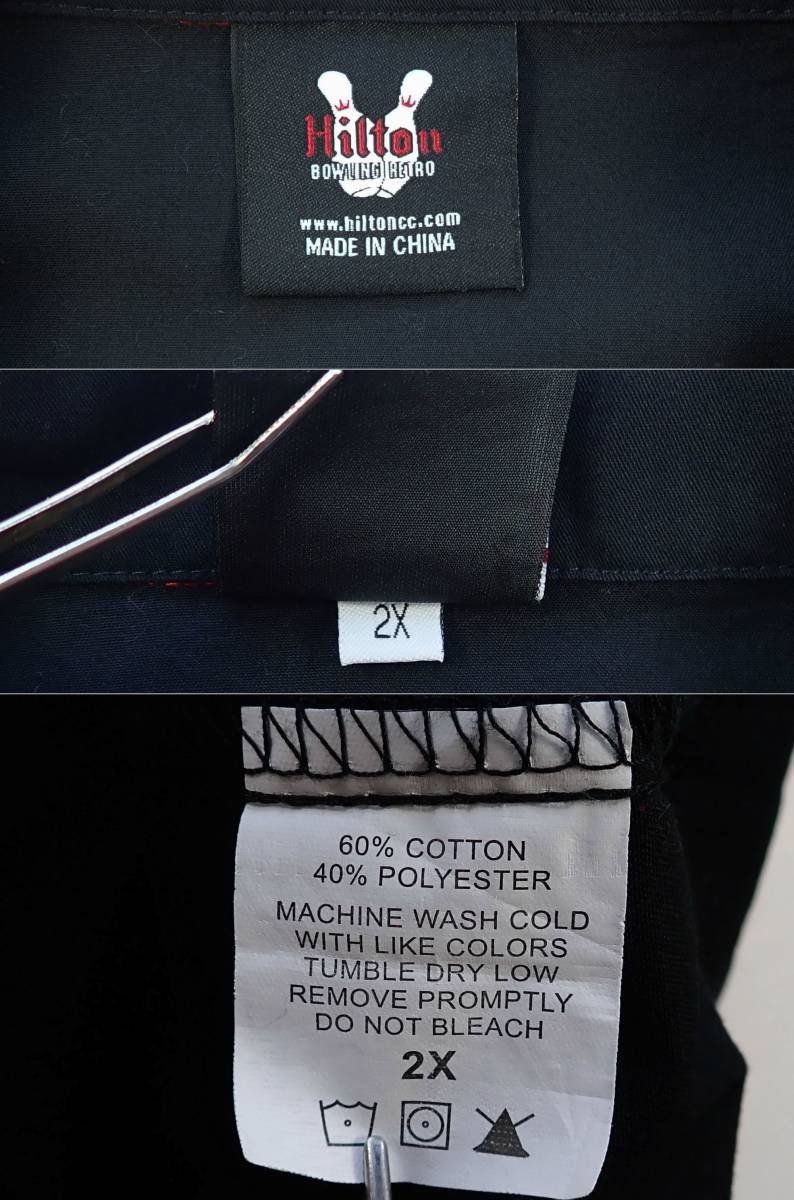 Hilton
BOWLING RETRO
www.hiltoncc.com
MADE IN CHINA
2X
60% COTTON
40% POLYESTER
MACHINE WASH COLD
WITH LIKE COLORS
TUMBLE DRY LOW
REMOVE PROMPTLY
DO NOT BLEACH
2X